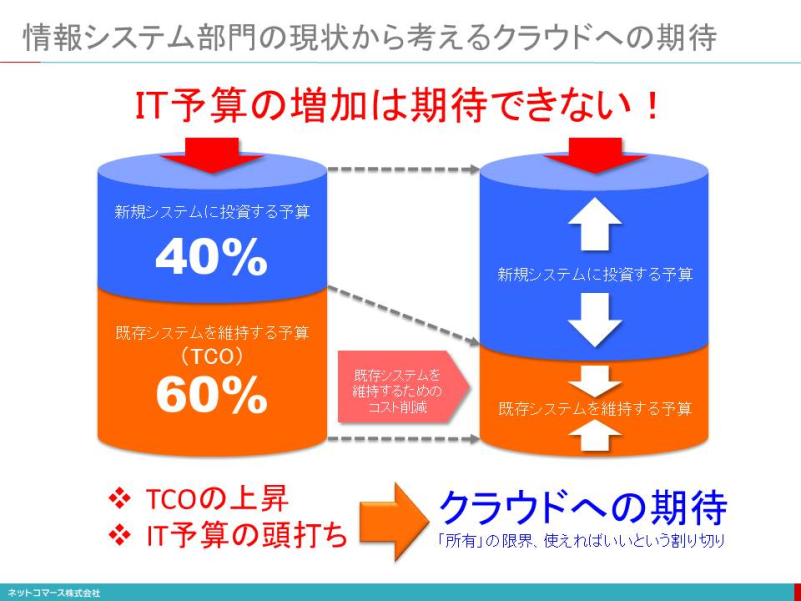 情報システム部門の現状から考えるクラウドへの期待
IT予算の増加は期待できない！
新規システムに投資する予算
40%
既存システムを維持する予算
（TCO）
60%
既存システムを
維持するための
コスト削減
新規システムに投資する予算
既存システムを維持する予算
❖ TCOの上昇
❖ IT予算の頭打ち
クラウドへの期待
「所有」の限界、使えればいいという割り切り
ネットコマース株式会社